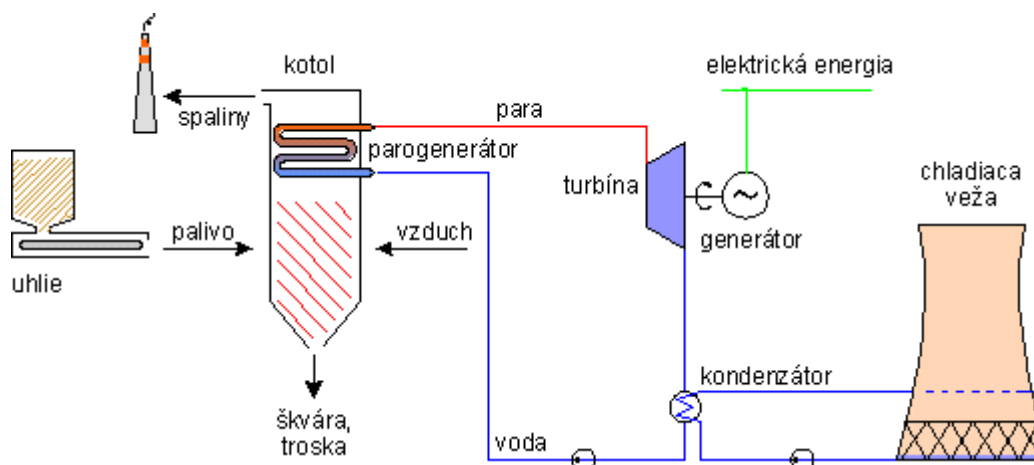 kotol
elektrická energia
spaliny
para
parogenerátor
turbína
chladiaca
veža
palivo
vzduch
generátor
uhlie
kondenzátor
škvára,
troska
voda